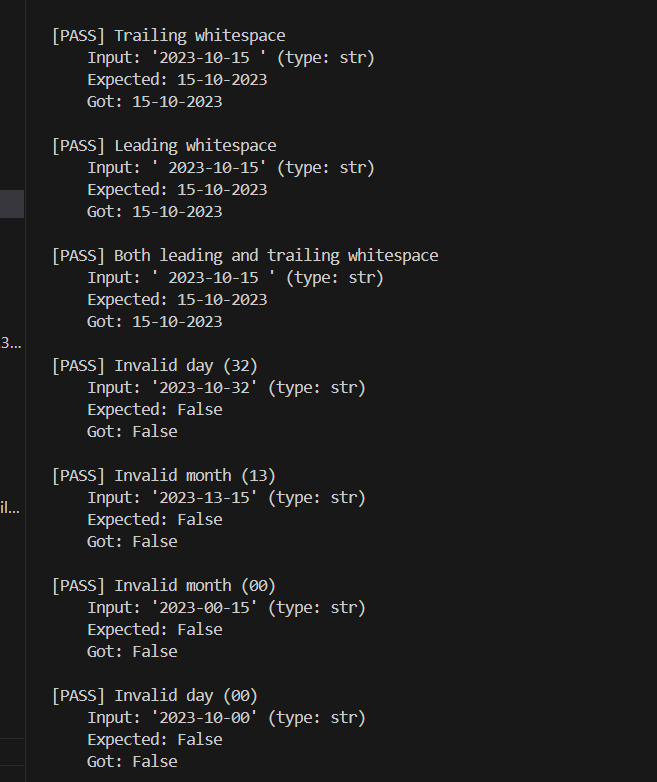 [PASS] Trailing whitespace
Input: '2023-10-15 ' (type: str)
Expected: 15-10-2023
Got: 15-10-2023
[PASS] Leading whitespace
Input: ' 2023-10-15' (type: str)
Expected: 15-10-2023
Got: 15-10-2023
[PASS] Both leading and trailing whitespace
Input: ' 2023-10-15 ' (type: str)
Expected: 15-10-2023
Got: 15-10-2023
3...
[PASS] Invalid day (32)
Input: '2023-10-32' (type: str)
Expected: False
Got: False
[PASS] Invalid month (13)
Input: '2023-13-15' (type: str)
il...
Expected: False
Got: False
[PASS] Invalid month (00)
Input: '2023-00-15' (type: str)
Expected: False
Got: False
[PASS] Invalid day (00)
Input: '2023-10-00' (type: str)
Expected: False
Got: False